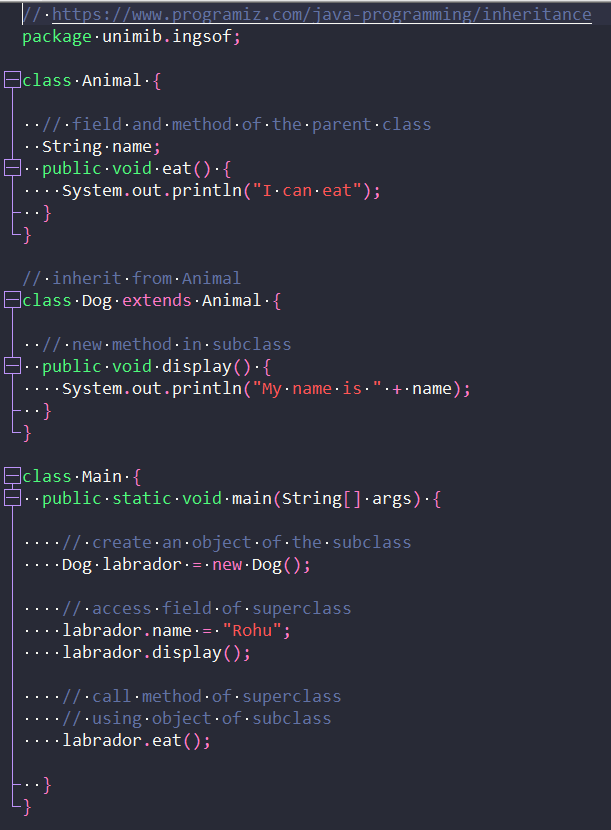 // https://www.programiz.com/java-programming/inheritance
package unimib.ingsof;
class Animal {
// field and method of the parent class
String name;
public void eat() {
System.out.println("I can eat");
}
}
// inherit from Animal
class Dog extends Animal {
// new method in subclass
public void display() {
System.out.println("My name is " + name);
}
}
class Main {
public static void main(String[] args) {
// create an object of the subclass
Dog labrador = new Dog();
// access field of superclass
labrador.name = "Rohu";
labrador.display();
// call method of superclass
// using object of subclass
labrador.eat();
}
}